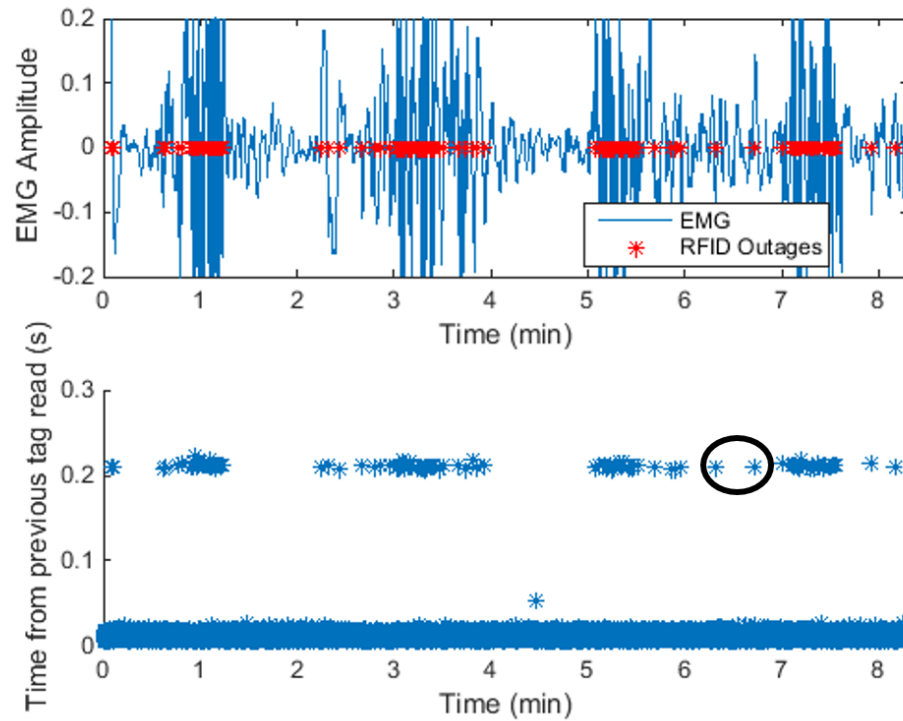 EMG Amplitude
0.2
0.1
0
-0.1
-0.2
EMG
RFID Outages
0 1 2 3 4 5 6 7 8
Time (min)
Time from previous tag read (s)
0.3
0.2
0.1
0
0 1 2 3 4 5 6 7 8
Time (min)